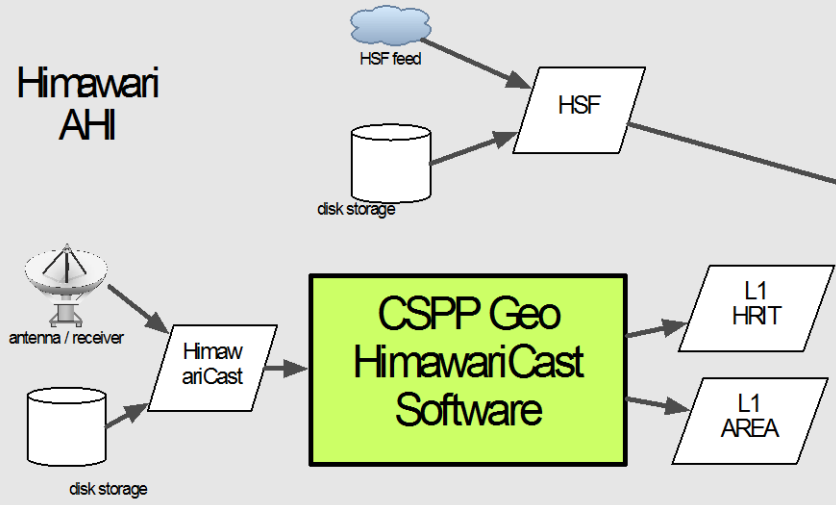 Himawari
AHI
HSF feed
HSF
disk storage
antenna / receiver
Himaw
ariCast
disk storage
CSPP Geo
HimawariCast
Software
L1
HRIT
L1
AREA